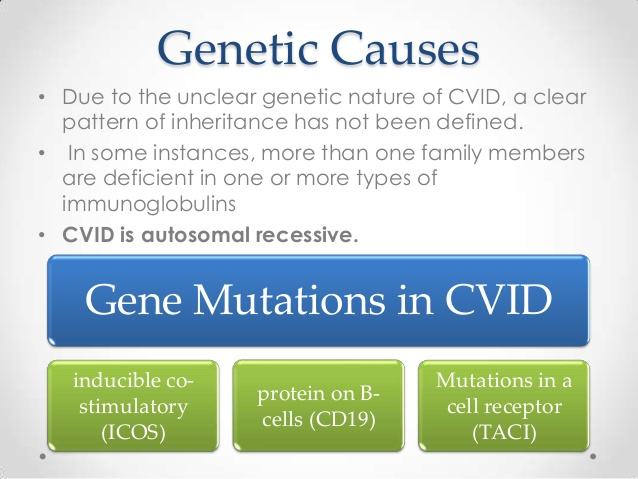 Genetic Causes
• Due to the unclear genetic nature of CVID, a clear
pattern of inheritance has not been defined.
• In some instances, more than one family members
are deficient in one or more types of
immunoglobulins
• CVID is autosomal recessive.
Gene Mutations in CVID
inducible co-
stimulatory
(ICOS)
protein on B-
cells (CD19)
Mutations in a
cell receptor
(TACI)